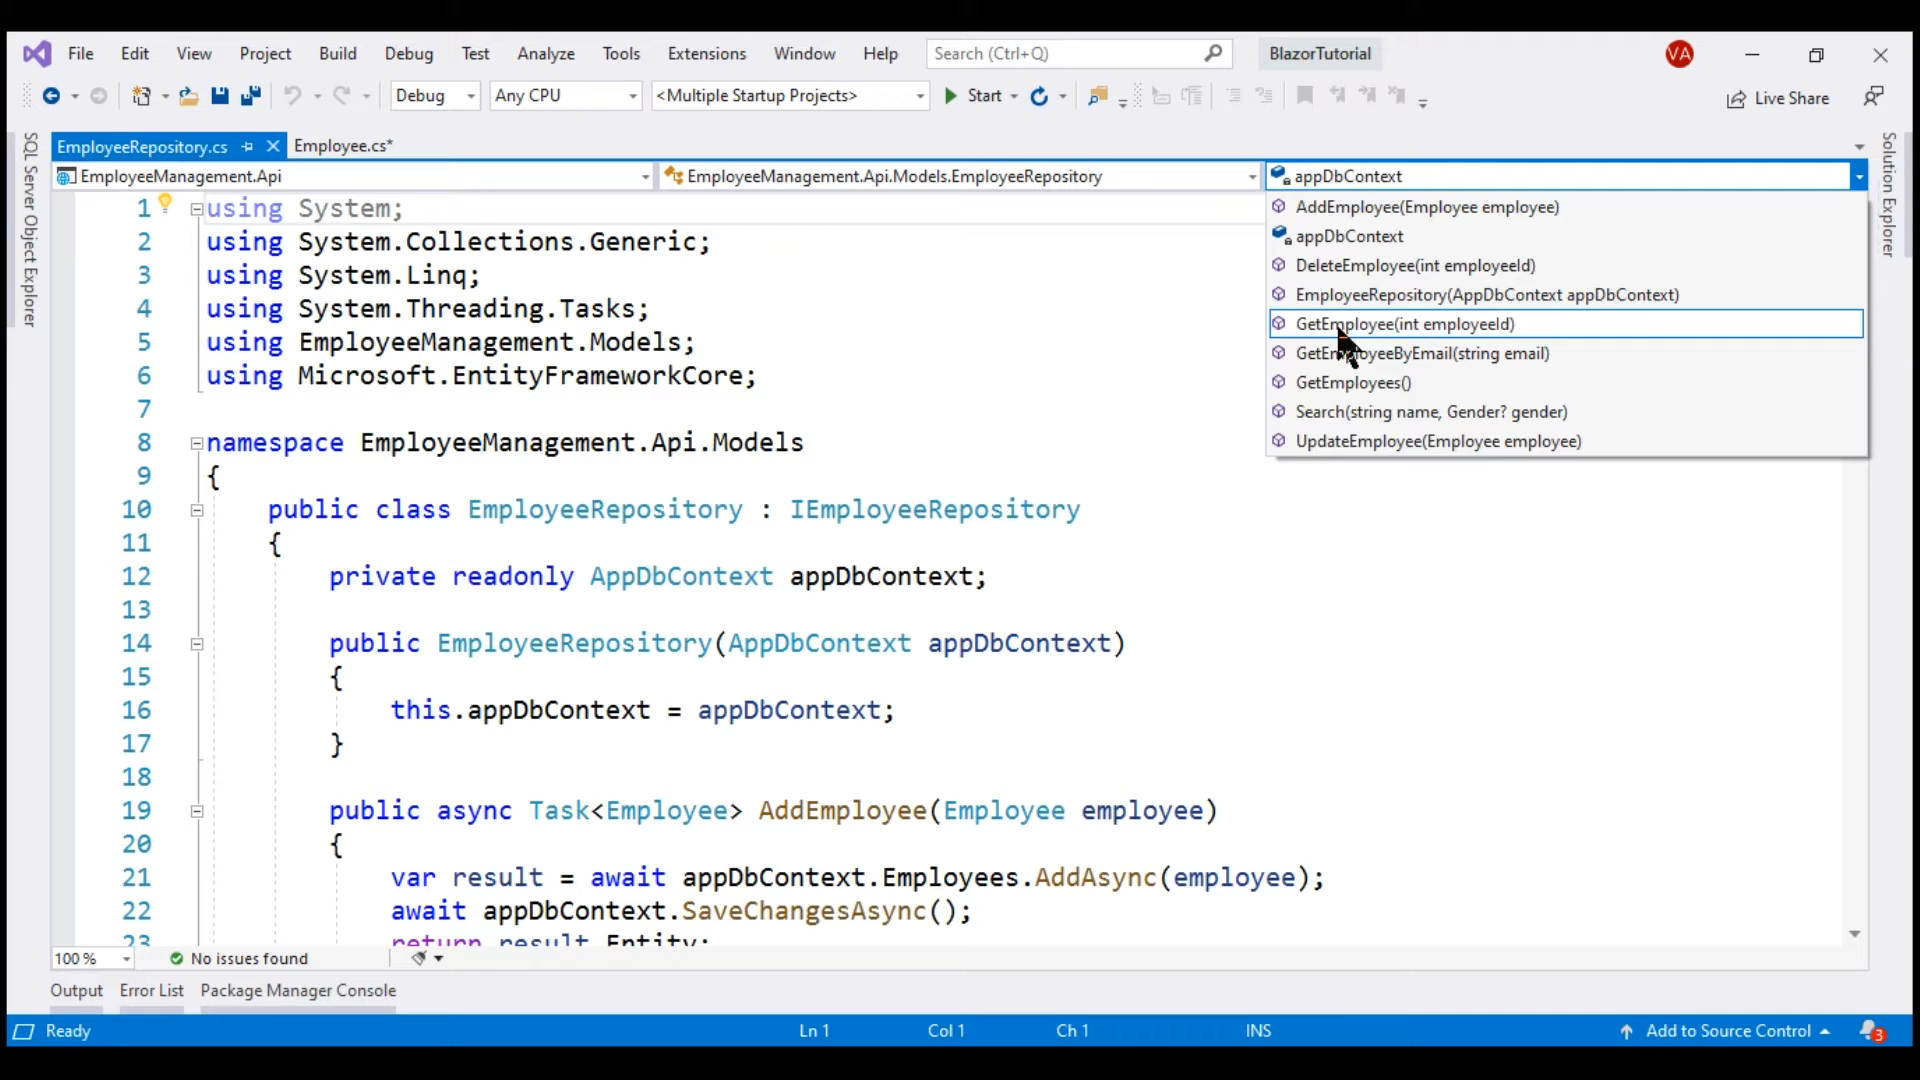 File Edit View Project Build Debug Test Analyze Tools Extensions Window Help Search (Ctrl+Q) BlazorTutorial VA
Debug Any CPU <Multiple Startup Projects> Start Live Share
SQL Server Object Explorer
Solution Explorer
EmployeeRepository.cs Employee.cs*
EmployeeManagement.Api EmployeeManagement.Api.Models.EmployeeRepository appDbContext
AddEmployee(Employee employee)
appDbContext
DeleteEmployee(int employeeId)
EmployeeRepository(AppDbContext appDbContext)
GetEmployee(int employeeId)
GetEmployeeByEmail(string email)
GetEmployees()
Search(string name, Gender? gender)
UpdateEmployee(Employee employee)
1 using System;
2 using System.Collections.Generic;
3 using System.Linq;
4 using System.Threading.Tasks;
5 using EmployeeManagement.Models;
6 using Microsoft.EntityFrameworkCore;
7
8 namespace EmployeeManagement.Api.Models
9 {
10 public class EmployeeRepository : IEmployeeRepository
11 {
12 private readonly AppDbContext appDbContext;
13
14 public EmployeeRepository(AppDbContext appDbContext)
15 {
16 this.appDbContext = appDbContext;
17 }
18
19 public async Task<Employee> AddEmployee(Employee employee)
20 {
21 var result = await appDbContext.Employees.AddAsync(employee);
22 await appDbContext.SaveChangesAsync();
23 return result.Entity;
100 % No issues found
Output Error List Package Manager Console
Ready Ln 1 Col 1 Ch 1 INS Add to Source Control 3